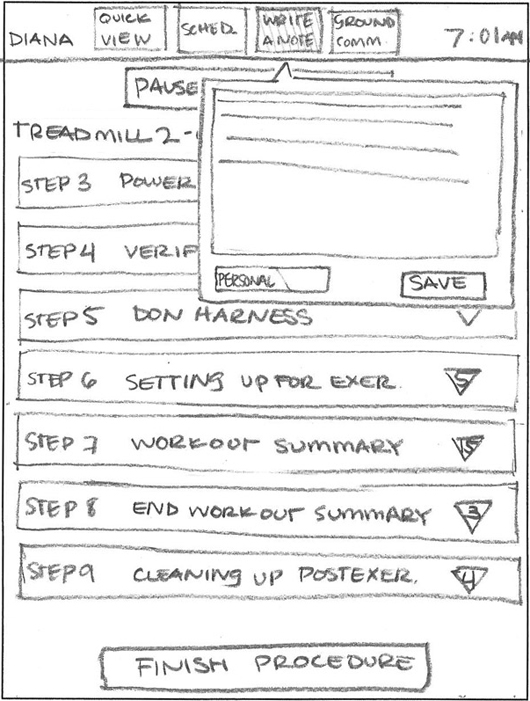 DIANA
QUICK
VIEW
SCHED.
WRITE
A NOTE
GROUND
COMM.
7:01AM
PAUSE
TREADMILL 2-
STEP 3 POWER
STEP 4 VERIF
PERSONAL
SAVE
STEP 5 DON HARNESS
STEP 6 SETTING UP FOR EXER. 5
STEP 7 WORKOUT SUMMARY 15
STEP 8 END WORKOUT SUMMARY 3
STEP 9 CLEANING UP POSTEXER. 4
FINISH PROCEDURE